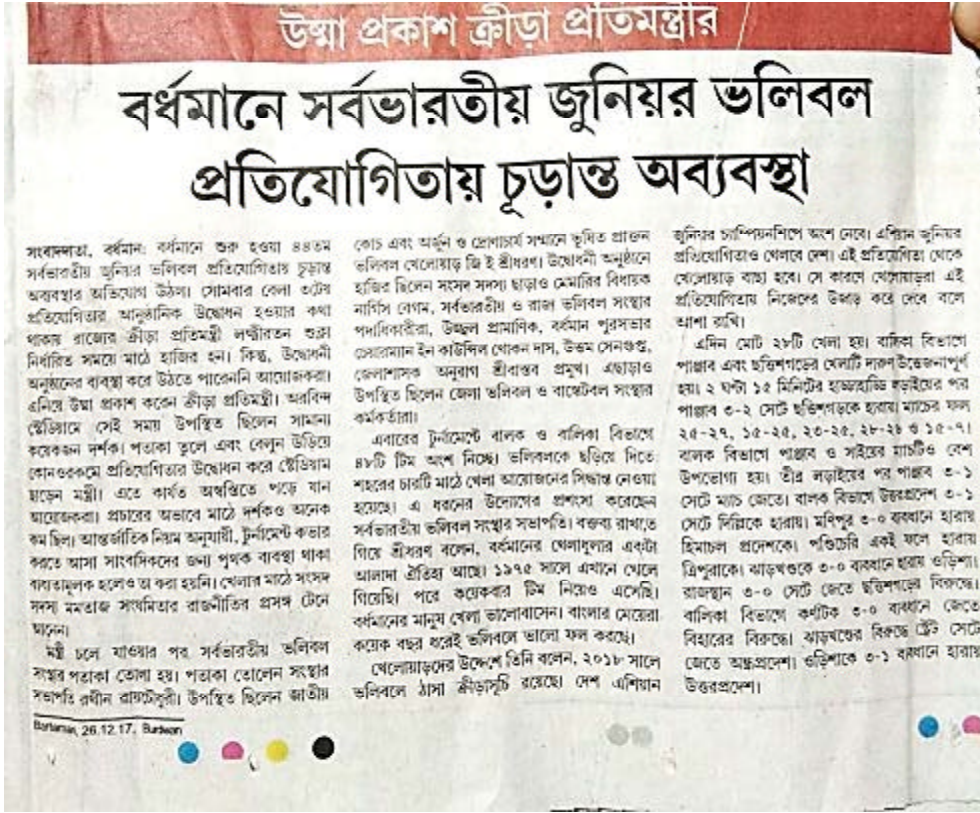 উষ্মা প্রকাশ ক্রীড়া প্রতিমন্ত্রীর
বর্ধমানে সর্বভারতীয় জুনিয়র ভলিবল
প্রতিযোগিতায় চূড়ান্ত অব্যবস্থা
সংবাদদাতা, বর্ধমান: বর্ধমানে শুরু হওয়া ৪৪তম
সর্বভারতীয় জুনিয়র ভলিবল প্রতিযোগিতায় চূড়ান্ত
অব্যবস্থার অভিযোগ উঠল। সোমবার বেলা ৩টেয়
প্রতিযোগিতার আনুষ্ঠানিক উদ্বোধন হওয়ার কথা
থাকায় রাজ্যের ক্রীড়া প্রতিমন্ত্রী লক্ষ্মীরতন শুক্লা
নির্ধারিত সময়ে মাঠে হাজির হন। কিন্তু, উদ্বোধনী
অনুষ্ঠানের ব্যবস্থা করে উঠতে পারেননি আয়োজকরা।
এনিয়ে উষ্মা প্রকাশ করেন ক্রীড়া প্রতিমন্ত্রী। অরবিন্দ
স্টেডিয়ামে সেই সময় উপস্থিত ছিলেন সামান্য
কয়েকজন দর্শক। পতাকা তুলে এবং বেলুন উড়িয়ে
কোনওরকমে প্রতিযোগিতার উদ্বোধন করে স্টেডিয়াম
ছাড়েন মন্ত্রী। এতে কার্যত অস্বস্তিতে পড়ে যান
আয়োজকরা। প্রচারের অভাবে মাঠে দর্শকও অনেক
কম ছিল। আন্তর্জাতিক নিয়ম অনুযায়ী, টুর্নামেন্ট কভার
করতে আসা সাংবাদিকদের জন্য পৃথক ব্যবস্থা থাকা
বাধ্যতামূলক হলেও তা করা হয়নি। খেলার মাঠে সংসদ
সদস্য মমতাজ সংঘমিতার রাজনীতির প্রসঙ্গ টেনে
আনেন।
মন্ত্রী চলে যাওয়ার পর সর্বভারতীয় ভলিবল
সংস্থার পতাকা তোলা হয়। পতাকা তোলেন সংস্থার
সভাপতি রথীন রায়চৌধুরী। উপস্থিত ছিলেন জাতীয়
Bartaman, 26.12.17, Burdwan
কোচ এবং অর্জুন ও দ্রোণাচার্য সম্মানে ভূষিত প্রাক্তন
ভলিবল খেলোয়াড় জি ই শ্রীধরণ। উদ্বোধনী অনুষ্ঠানে
হাজির ছিলেন সংসদ সদস্য ছাড়াও মেমারির বিধায়ক
নার্গিস বেগম, সর্বভারতীয় ও রাজ্য ভলিবল সংস্থার
পদাধিকারীরা, উজ্জ্বল প্রামাণিক, বর্ধমান পুরসভার
চেয়ারম্যান ইন কাউন্সিল খোকন দাস, উত্তম সেনগুপ্ত,
জেলাশাসক অনুরাগ শ্রীবাস্তব প্রমুখ। এছাড়াও
উপস্থিত ছিলেন জেলা ভলিবল ও বাস্কেটবল সংস্থার
কর্মকর্তারা।
এবারের টুর্নামেন্টে বালক ও বালিকা বিভাগে
৪৮টি টিম অংশ নিচ্ছে। ভলিবলকে ছড়িয়ে দিতে
শহরের চারটি মাঠে খেলা আয়োজনের সিদ্ধান্ত নেওয়া
হয়েছে। এ ধরনের উদ্যোগের প্রশংসা করেছেন
সর্বভারতীয় ভলিবল সংস্থার সভাপতি। বক্তব্য রাখতে
গিয়ে শ্রীধরণ বলেন, বর্ধমানের খেলাধুলার একটা
আলাদা ঐতিহ্য আছে। ১৯৭৫ সালে এখানে খেলে
গিয়েছি। পরে কয়েকবার টিম নিয়েও এসেছি।
বর্ধমানের মানুষ খেলা ভালোবাসেন। বাংলার মেয়েরা
কয়েক বছর ধরেই ভলিবলে ভালো ফল করছে।
খেলোয়াড়দের উদ্দেশে তিনি বলেন, ২০১৮ সালে
ভলিবলে ঠাসা ক্রীড়াসূচি রয়েছে। দেশ এশিয়ান
জুনিয়র চ্যাম্পিয়নশিপে অংশ নেবে। এশিয়ান জুনিয়র
প্রতিযোগিতাও খেলবে দেশ। এই প্রতিযোগিতা থেকে
খেলোয়াড় বাছা হবে। সে কারণে খেলোয়াড়রা এই
প্রতিযোগিতায় নিজেদের উজাড় করে দেবে বলে
আশা রাখি।
এদিন মোট ২৮টি খেলা হয়। বালিকা বিভাগে
পাঞ্জাব এবং ছত্তিশগড়ের খেলাটি দারুণ উত্তেজনাপূর্ণ
হয়। ২ ঘণ্টা ১৫ মিনিটের হাড্ডাহাড্ডি লড়াইয়ের পর
পাঞ্জাব ৩-২ সেটে ছত্তিশগড়কে হারায়। ম্যাচের ফল
২৫-২৭, ১৫-২৫, ২৩-২৫, ২৮-২৬ ও ১৫-৭।
বালক বিভাগে পাঞ্জাব ও সাইয়ের ম্যাচটিও বেশ
উপভোগ্য হয়। তীব্র লড়াইয়ের পর পাঞ্জাব ৩-১
সেটে ম্যাচ জেতে। বালক বিভাগে উত্তরপ্রদেশ ৩-১
সেটে দিল্লিকে হারায়। মণিপুর ৩-০ ব্যবধানে হারায়
হিমাচল প্রদেশকে। পণ্ডিচেরি একই ফলে হারায়
ত্রিপুরাকে। ঝাড়খণ্ডকে ৩-০ ব্যবধানে হারায় ওড়িশা।
রাজস্থান ৩-০ সেটে জেতে ছত্তিশগড়ের বিরুদ্ধে।
বালিকা বিভাগে কর্ণাটক ৩-০ ব্যবধানে জেতে
বিহারের বিরুদ্ধে। ঝাড়খণ্ডের বিরুদ্ধে স্ট্রেট সেটে
জেতে অন্ধ্রপ্রদেশ। ওড়িশাকে ৩-১ ব্যবধানে হারায়
উত্তরপ্রদেশ।